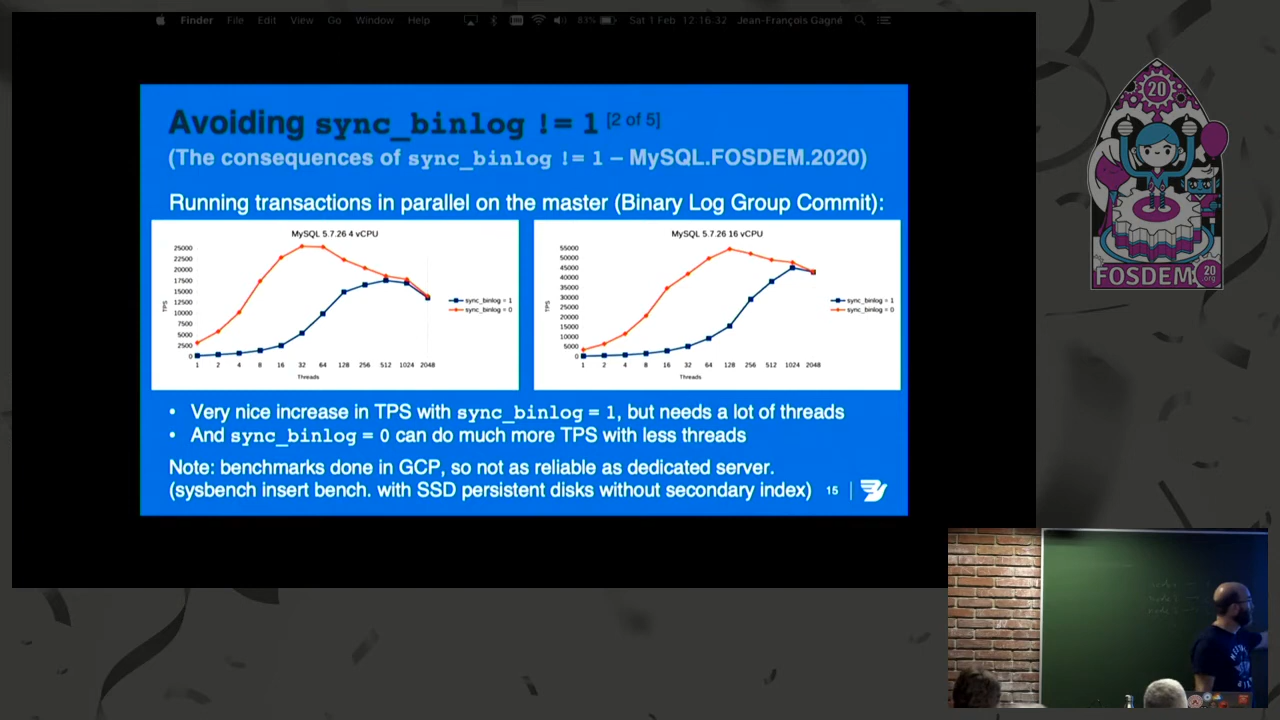 Finder File Edit View Go Window Help 83% Sat 1 Feb 12:16:32 Jean-François Gagné
Avoiding sync_binlog != 1 [2 of 5]
(The consequences of sync_binlog != 1 – MySQL.FOSDEM.2020)
Running transactions in parallel on the master (Binary Log Group Commit):
MySQL 5.7.26 4 vCPU
25000
22500
20000
17500
15000
12500
10000
7500
5000
2500
0
TPS
1 2 4 8 16 32 64 128 256 512 1024 2048
Threads
sync_binlog = 1
sync_binlog = 0
MySQL 5.7.26 16 vCPU
55000
50000
45000
40000
35000
30000
25000
20000
15000
10000
5000
0
TPS
1 2 4 8 16 32 64 128 256 512 1024 2048
Threads
sync_binlog = 1
sync_binlog = 0
• Very nice increase in TPS with sync_binlog = 1, but needs a lot of threads
• And sync_binlog = 0 can do much more TPS with less threads
Note: benchmarks done in GCP, so not as reliable as dedicated server.
(sysbench insert bench. with SSD persistent disks without secondary index)
15
20
FOSDEM
20
.org